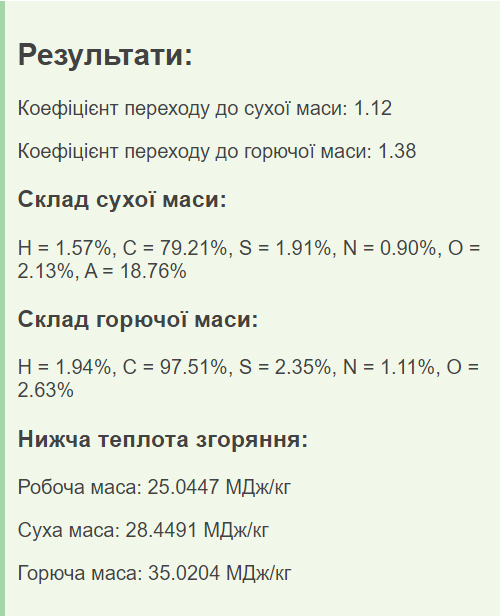 Результати:
Коефіцієнт переходу до сухої маси: 1.12
Коефіцієнт переходу до горючої маси: 1.38
Склад сухої маси:
H = 1.57%, C = 79.21%, S = 1.91%, N = 0.90%, O =
2.13%, A = 18.76%
Склад горючої маси:
H = 1.94%, C = 97.51%, S = 2.35%, N = 1.11%, O =
2.63%
Нижча теплота згоряння:
Робоча маса: 25.0447 МДж/кг
Суха маса: 28.4491 МДж/кг
Горюча маса: 35.0204 МДж/кг